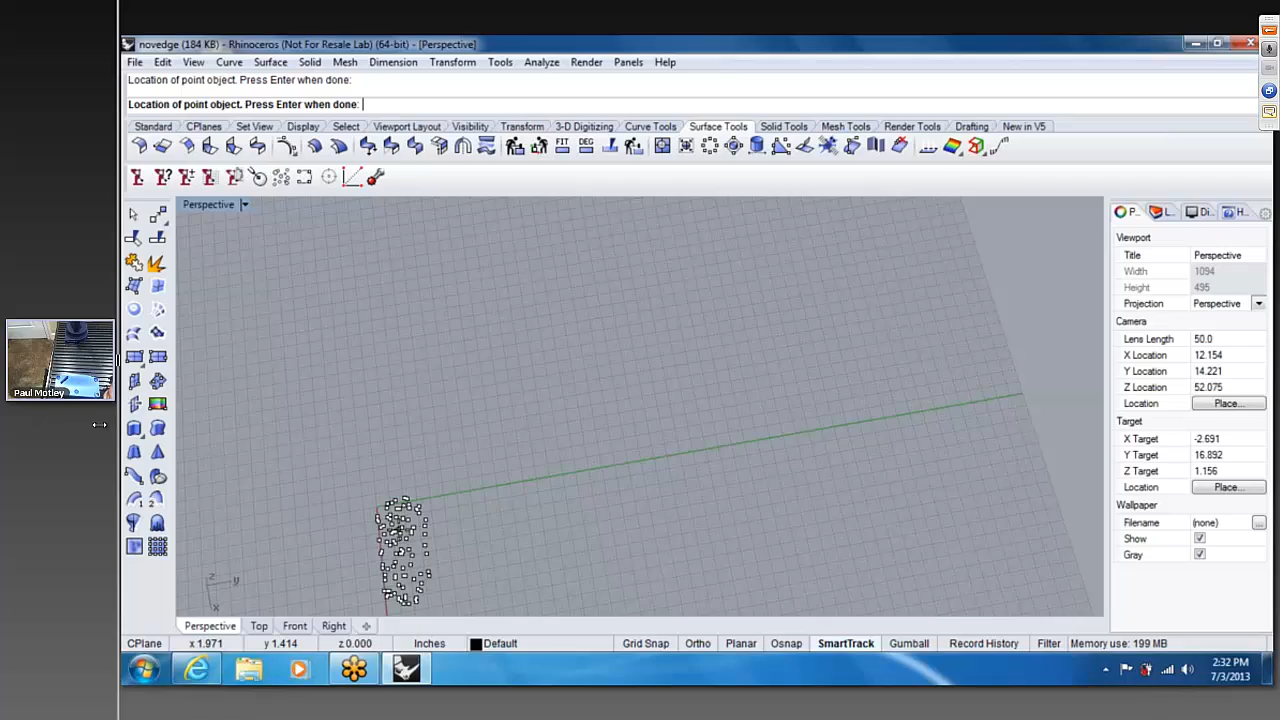 novedge (184 KB) - Rhinoceros (Not For Resale Lab) (64-bit) - [Perspective]
File Edit View Curve Surface Solid Mesh Dimension Transform Tools Analyze Render Panels Help
Location of point object. Press Enter when done:
Location of point object. Press Enter when done:
Standard CPlanes Set View Display Select Viewport Layout Visibility Transform 3-D Digitizing Curve Tools Surface Tools Solid Tools Mesh Tools Render Tools Drafting New in V5
FIT DEG
Perspective
P... L... Di... H...
Viewport
Title Perspective
Width 1094
Height 495
Projection Perspective
Camera
Lens Length 50.0
X Location 12.154
Y Location 14.221
Z Location 52.075
Location Place...
Target
X Target -2.691
Y Target 16.892
Z Target 1.156
Location Place...
Wallpaper
Filename (none) ...
Show
Gray
Paul Motley
z y x
Perspective Top Front Right
CPlane x 1.971 y 1.414 z 0.000 Inches Default Grid Snap Ortho Planar Osnap SmartTrack Gumball Record History Filter Memory use: 199 MB
2:32 PM
7/3/2013